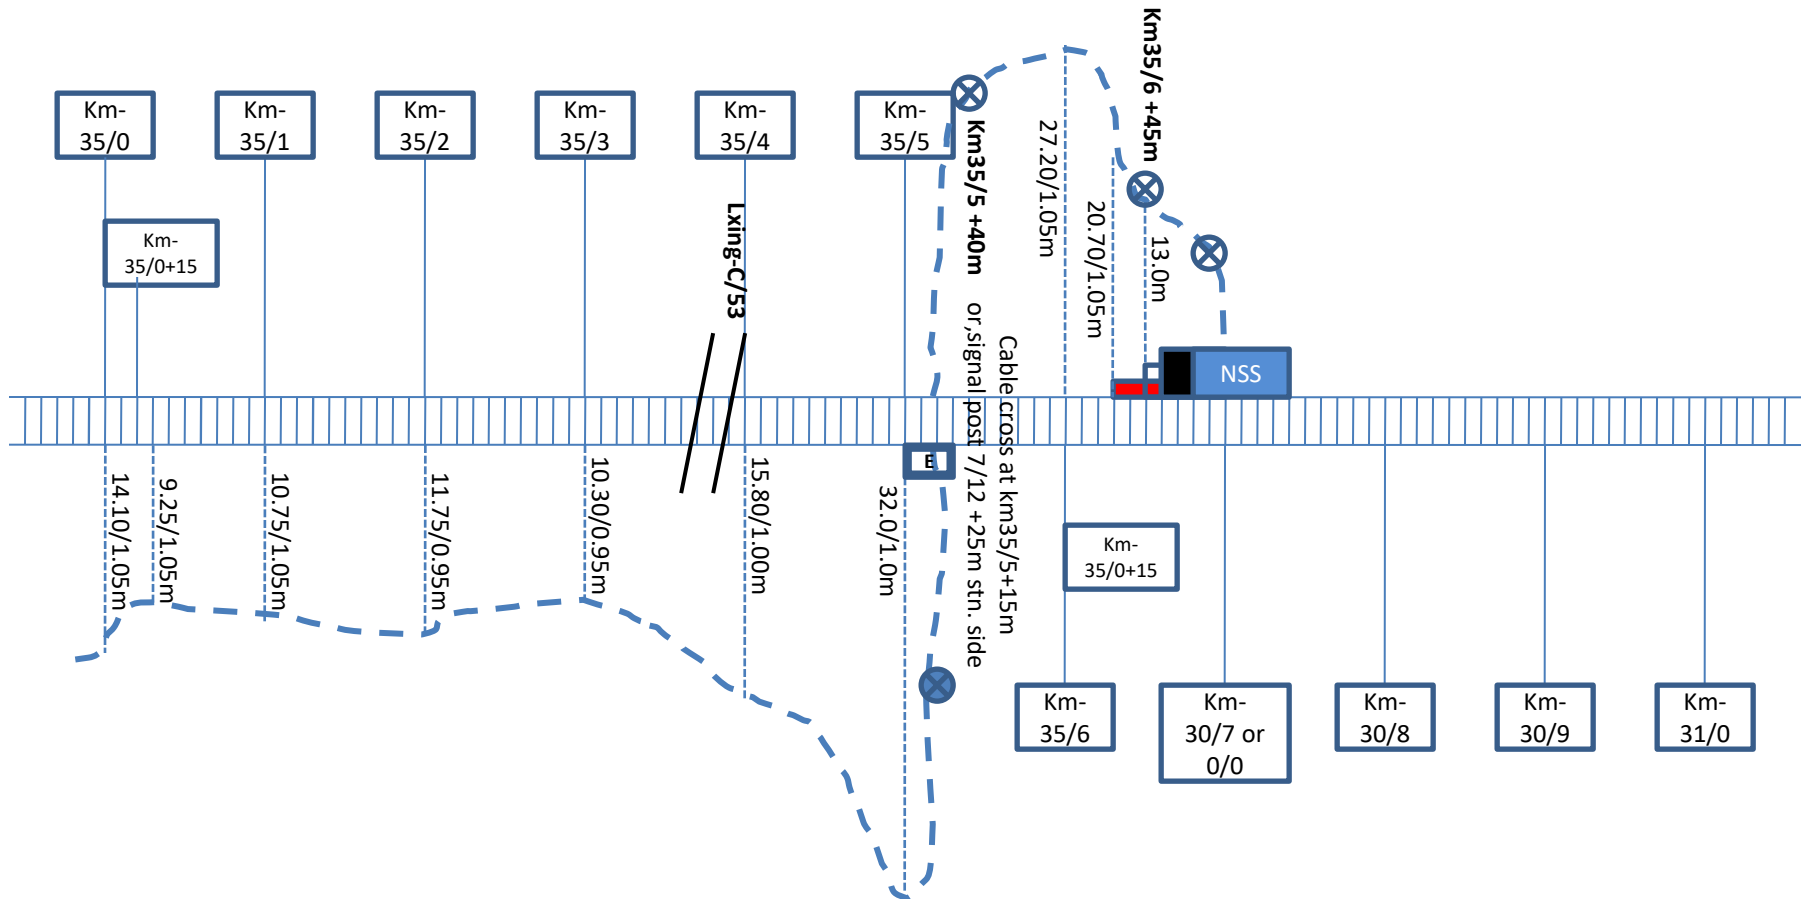 Km-
35/0
Km-
35/1
Km-
35/2
Km-
35/3
Km-
35/4
Km-
35/5
Km-
35/0+15
Lxing-C/53
Km35/5 +40m
Km35/6 +45m
27.20/1.05m
20.70/1.05m
13.0m
NSS
Cable cross at km35/5+15m
or,signal post 7/12 +25m stn. side
E
14.10/1.05m
9.25/1.05m
10.75/1.05m
11.75/0.95m
10.30/0.95m
15.80/1.00m
32.0/1.0m
Km-
35/0+15
Km-
35/6
Km-
30/7 or
0/0
Km-
30/8
Km-
30/9
Km-
31/0